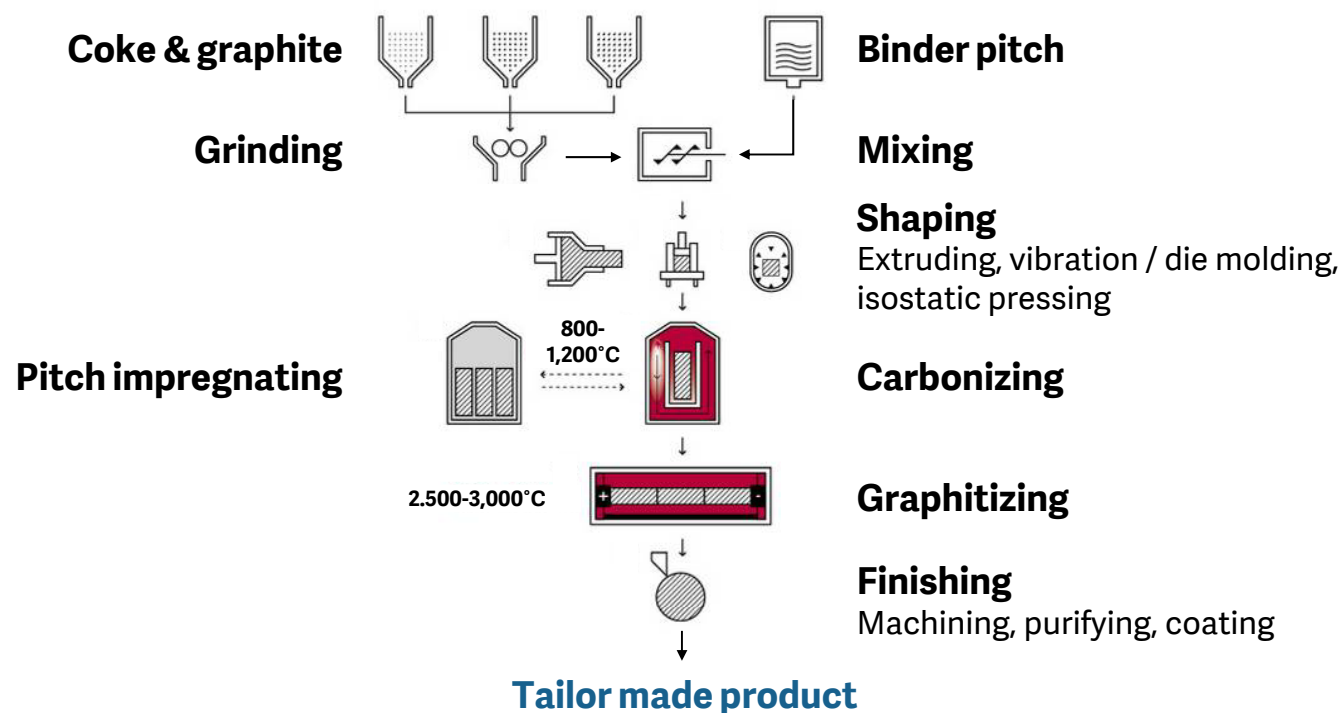 Coke & graphite
Binder pitch
Grinding
Mixing
Shaping
Extruding, vibration / die molding,
isostatic pressing
800-
1,200°C
Pitch impregnating
Carbonizing
2.500-3,000°C
+
-
Graphitizing
Finishing
Machining, purifying, coating
Tailor made product